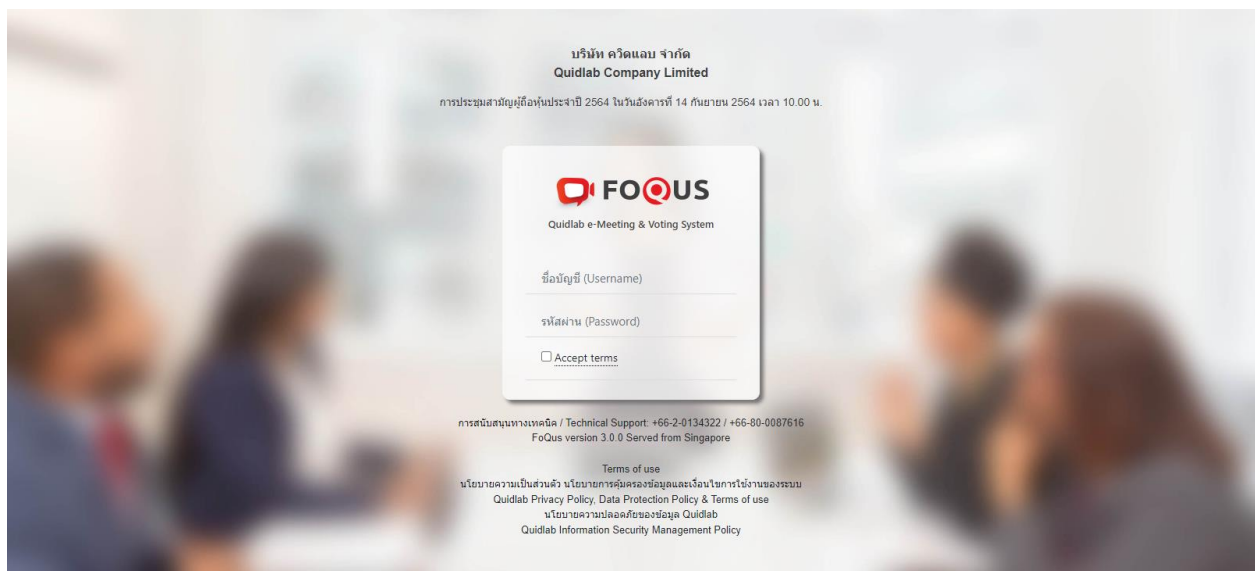 บริษัท ควิดแลบ จำกัด
Quidlab Company Limited
การประชุมสามัญผู้ถือหุ้นประจำปี 2564 ในวันอังคารที่ 14 กันยายน 2564 เวลา 10.00 น.
FOQUS
Quidlab e-Meeting & Voting System
ชื่อบัญชี (Username)
รหัสผ่าน (Password)
Accept terms
การสนับสนุนทางเทคนิค / Technical Support: +66-2-0134322 / +66-80-0087616
FoQus version 3.0.0 Served from Singapore
Terms of use
นโยบายความเป็นส่วนตัว นโยบายการคุ้มครองข้อมูลและเงื่อนไขการใช้งานของระบบ
Quidlab Privacy Policy, Data Protection Policy & Terms of use
นโยบายความปลอดภัยของข้อมูล Quidlab
Quidlab Information Security Management Policy